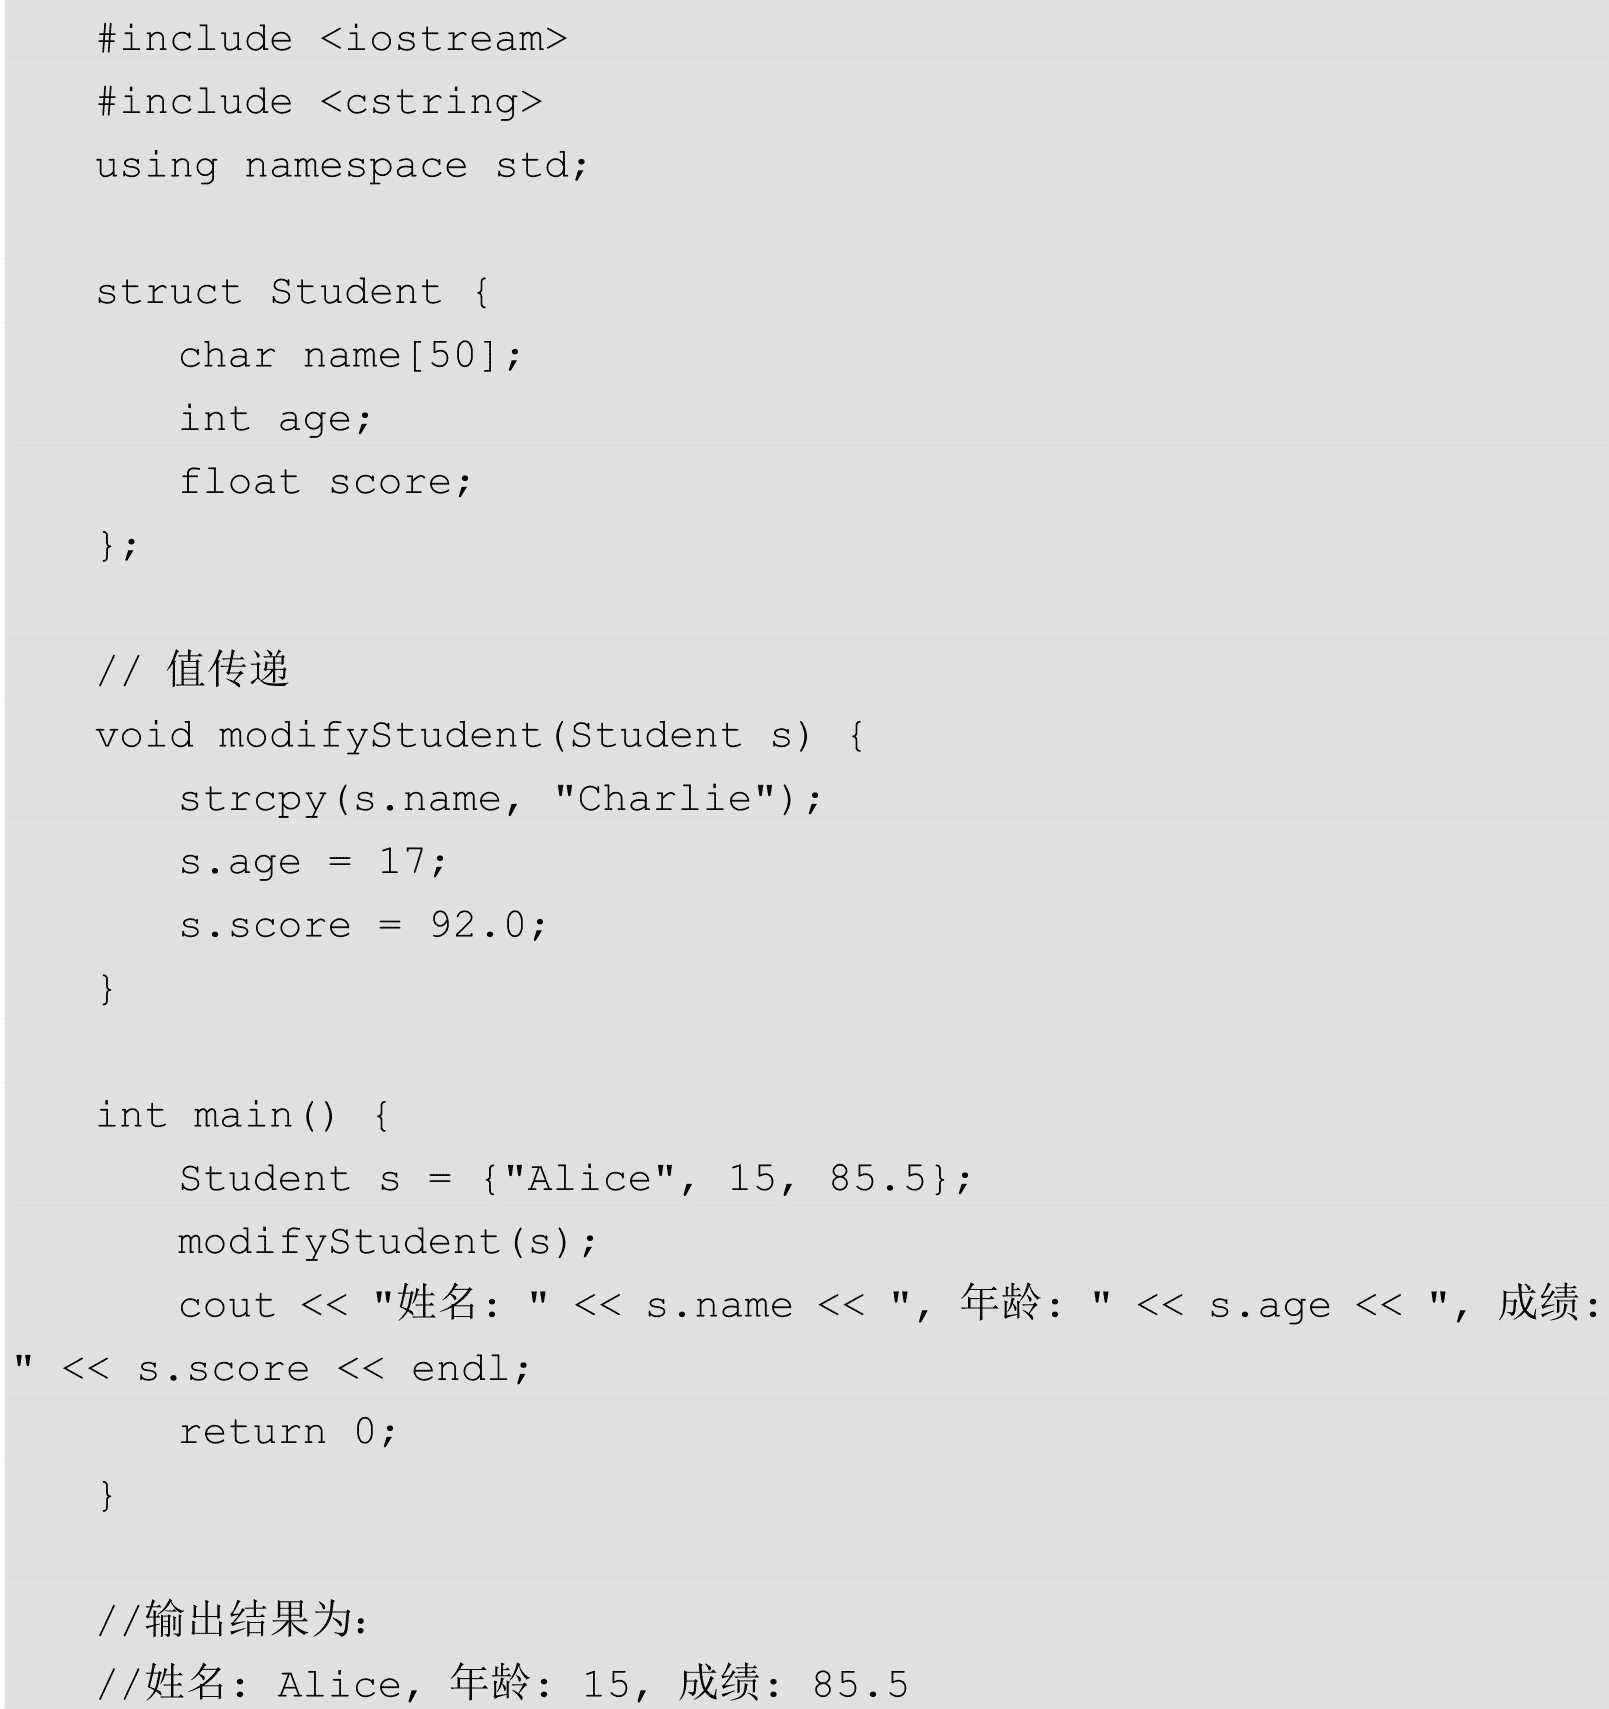 #include <iostream>
#include <cstring>
using namespace std;
struct Student {
    char name[50];
    int age;
    float score;
};
// 值传递
void modifyStudent(Student s) {
    strcpy(s.name, "Charlie");
    s.age = 17;
    s.score = 92.0;
}
int main() {
    Student s = {"Alice", 15, 85.5};
    modifyStudent(s);
    cout << "姓名: " << s.name << ", 年龄: " << s.age << ", 成绩:
" << s.score << endl;
    return 0;
}
//输出结果为:
//姓名: Alice, 年龄: 15, 成绩: 85.5